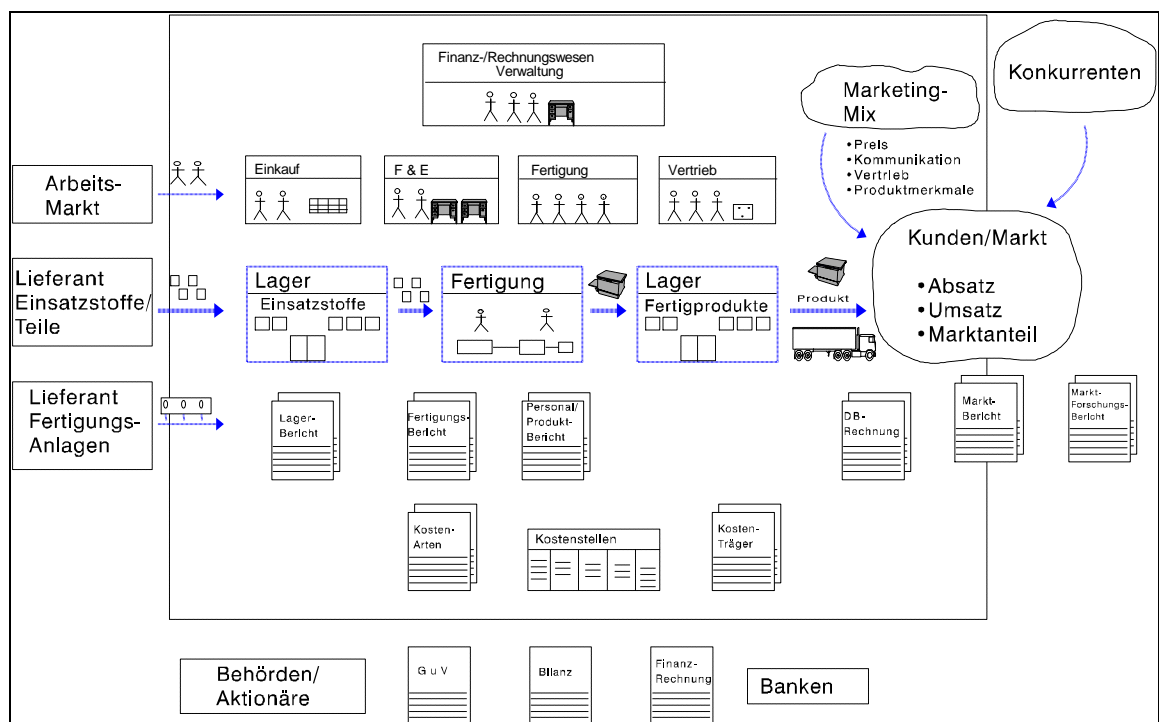 Finanz-/Rechnungswesen
Verwaltung
Marketing-
Mix
Konkurrenten
•Preis
•Kommunikation
•Vertrieb
•Produktmerkmale
Arbeits-
Markt
Einkauf
F & E
Fertigung
Vertrieb
Kunden/Markt
•Absatz
•Umsatz
•Marktanteil
Lieferant
Einsatzstoffe/
Teile
Lager
Einsatzstoffe
Fertigung
Lager
Fertigprodukte
Produkt
Lieferant
Fertigungs-
Anlagen
0 0 0
Lager-
Bericht
Fertigungs-
Bericht
Personal/
Produkt-
Bericht
DB-
Rechnung
Markt-
Bericht
Markt-
Forschungs-
Bericht
Kosten-
Arten
Kostenstellen
Kosten-
Träger
Behörden/
Aktionäre
G u V
Bilanz
Finanz-
Rechnung
Banken